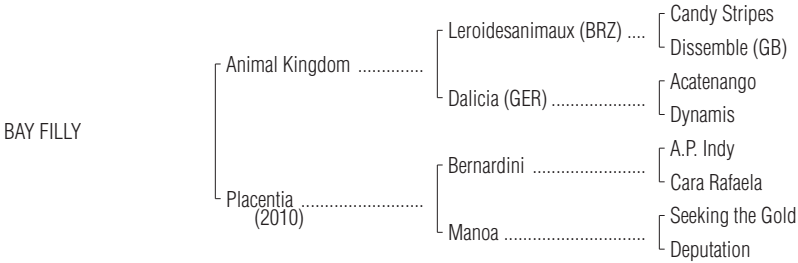 Candy Stripes
Leroidesanimaux (BRZ) ....
Dissemble (GB)
Animal Kingdom ..............
Acatenango
Dalicia (GER) ....................
Dynamis
BAY FILLY
A.P. Indy
Bernardini ........................
Cara Rafaela
Placentia ..........................
(2010)
Seeking the Gold
Manoa ..............................
Deputation